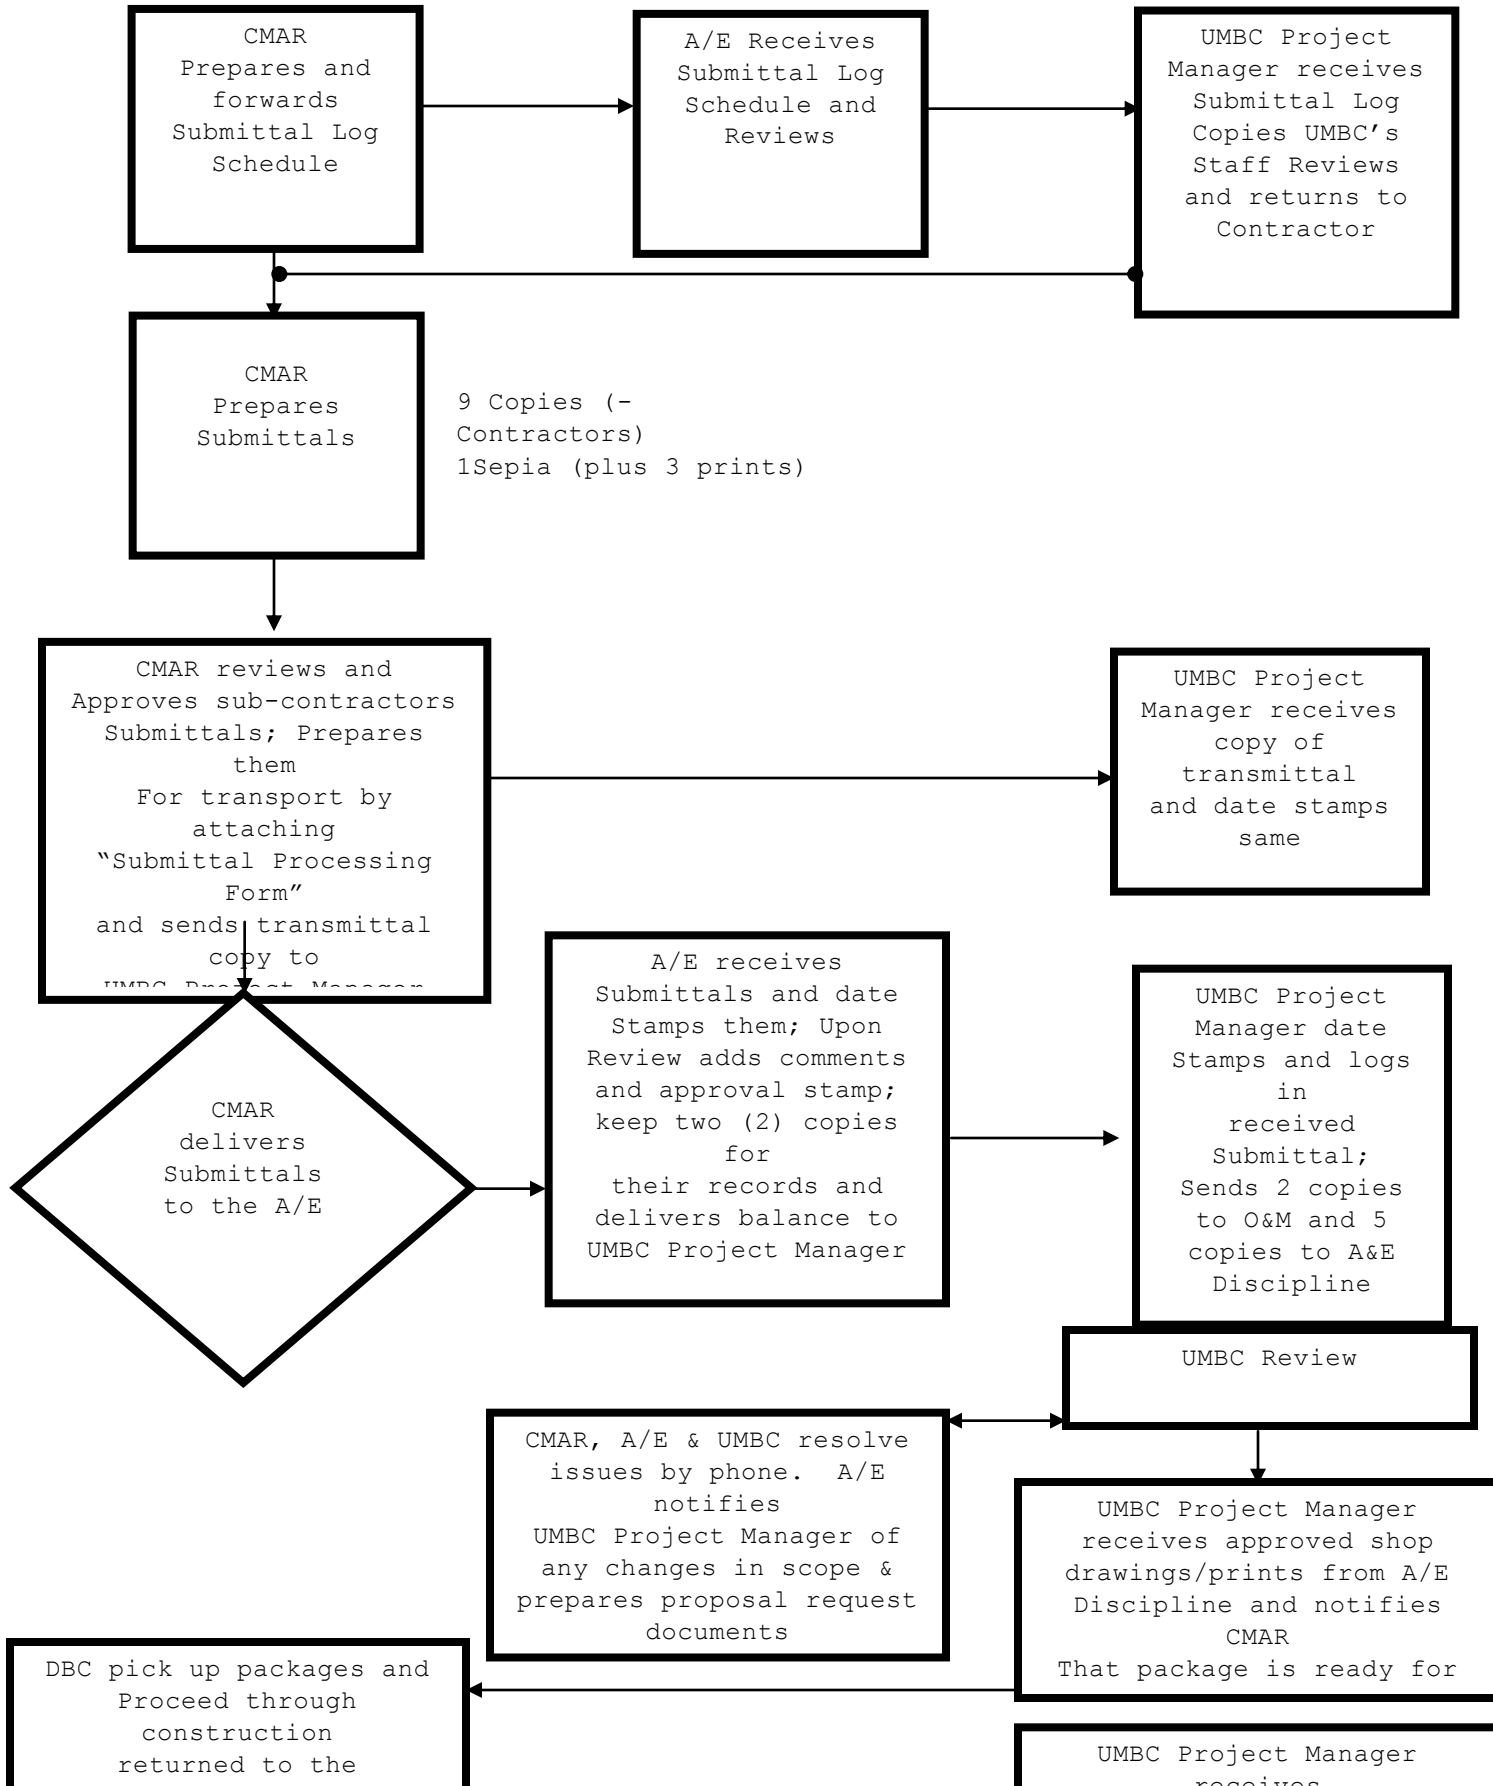 CMAR
Prepares and
forwards
Submittal Log
Schedule
A/E Receives
Submittal Log
Schedule and
Reviews
UMBC Project
Manager receives
Submittal Log
Copies UMBC’s
Staff Reviews
and returns to
Contractor
CMAR
Prepares
Submittals
9 Copies (-
Contractors)
1Sepia (plus 3 prints)
CMAR reviews and
Approves sub-contractors
Submittals; Prepares
them
For transport by
attaching
“Submittal Processing
Form”
and sends transmittal
copy to
UMBC Project Manager
UMBC Project
Manager receives
copy of
transmittal
and date stamps
same
CMAR
delivers
Submittals
to the A/E
A/E receives
Submittals and date
Stamps them; Upon
Review adds comments
and approval stamp;
keep two (2) copies
for
their records and
delivers balance to
UMBC Project Manager
UMBC Project
Manager date
Stamps and logs
in
received
Submittal;
Sends 2 copies
to O&M and 5
copies to A&E
Discipline
UMBC Review
CMAR, A/E & UMBC resolve
issues by phone.  A/E
notifies
UMBC Project Manager of
any changes in scope &
prepares proposal request
documents
UMBC Project Manager
receives approved shop
drawings/prints from A/E
Discipline and notifies
CMAR
That package is ready for
DBC pick up packages and
Proceed through
construction
returned to the
UMBC Project Manager
receives